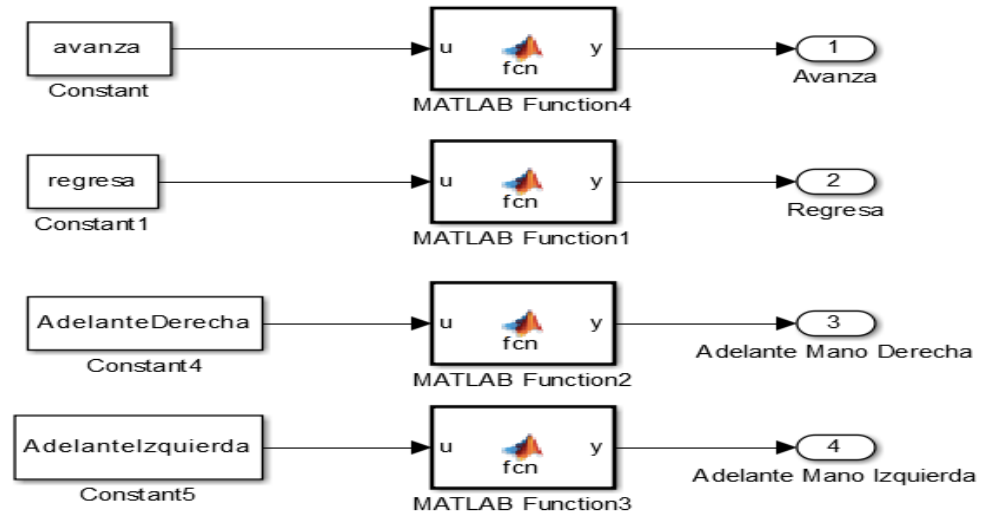 avanza
Constant
u
fcn
y
MATLAB Function4
1
Avanza
regresa
Constant1
u
fcn
y
MATLAB Function1
2
Regresa
AdelanteDerecha
Constant4
u
fcn
y
MATLAB Function2
3
Adelante Mano Derecha
AdelanteIzquierda
Constant5
u
fcn
y
MATLAB Function3
4
Adelante Mano Izquierda